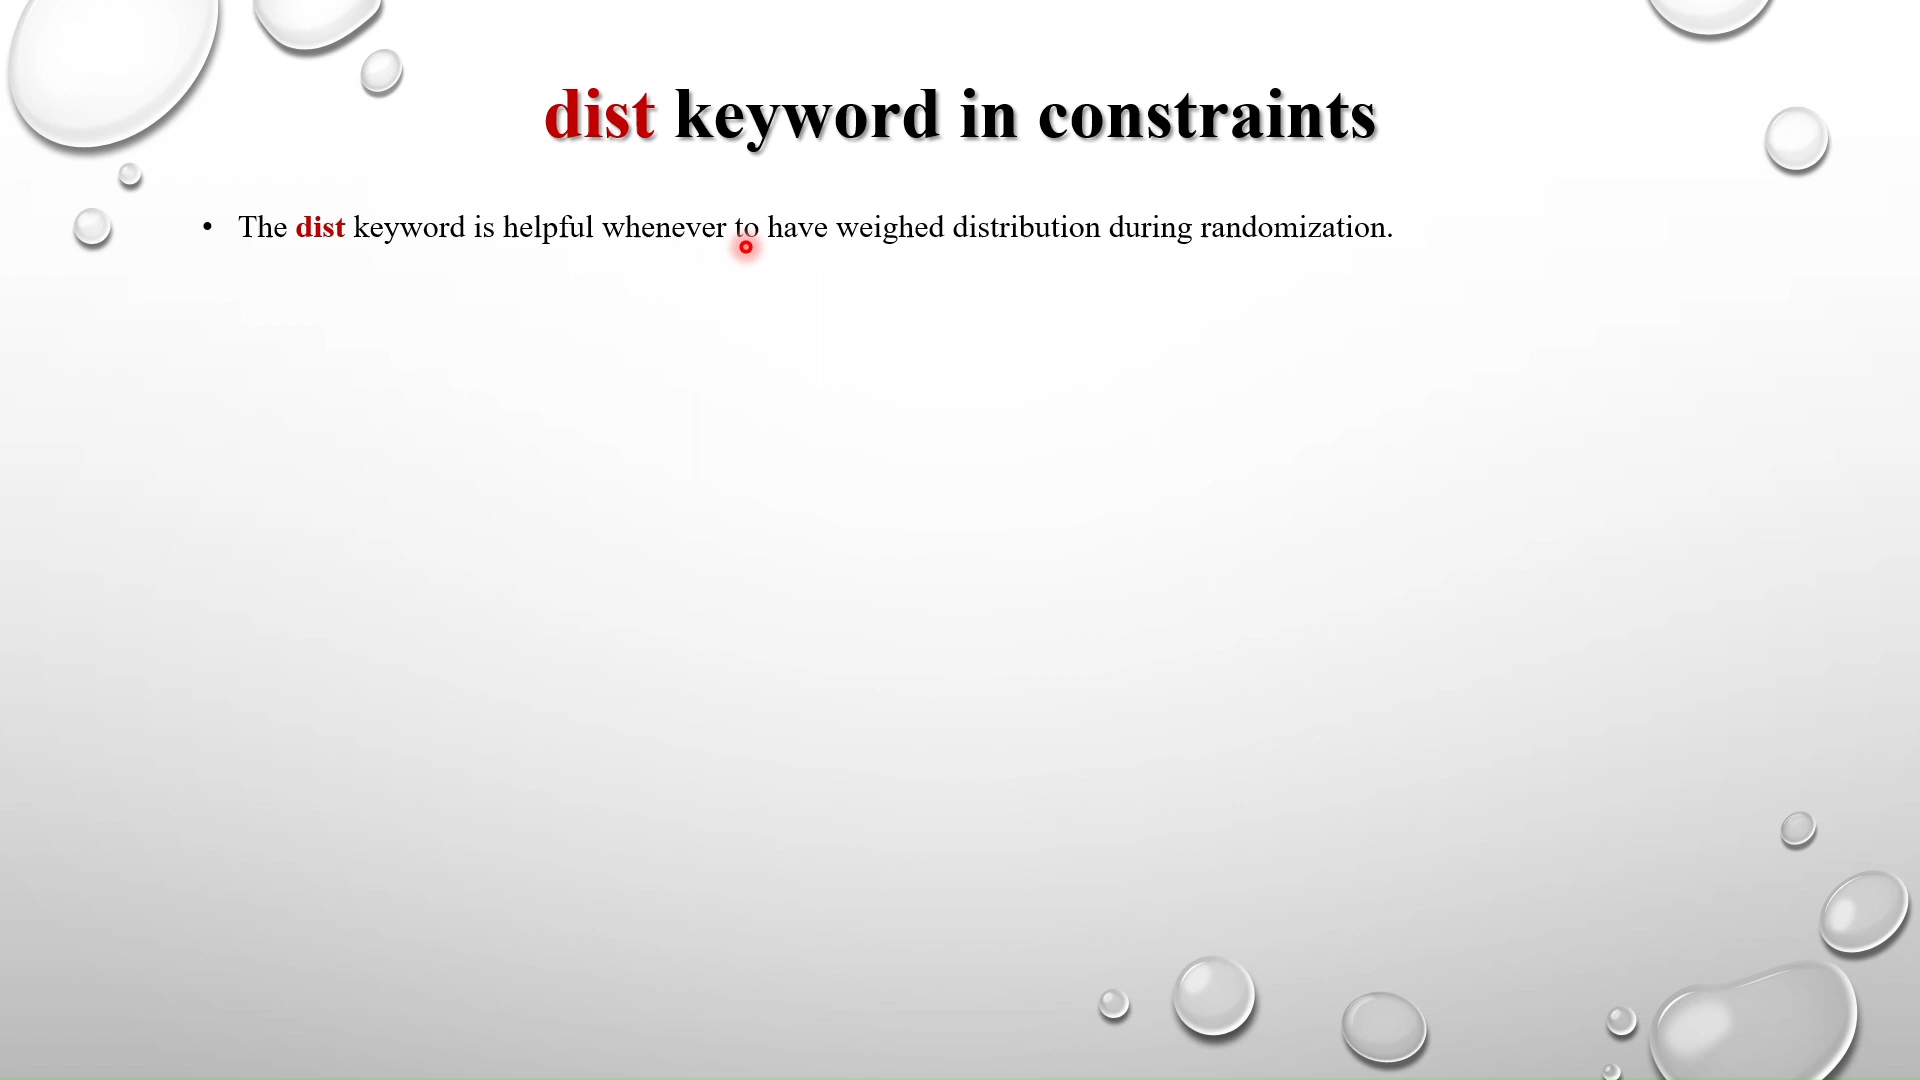 dist keyword in constraints
• The dist keyword is helpful whenever to have weighed distribution during randomization.